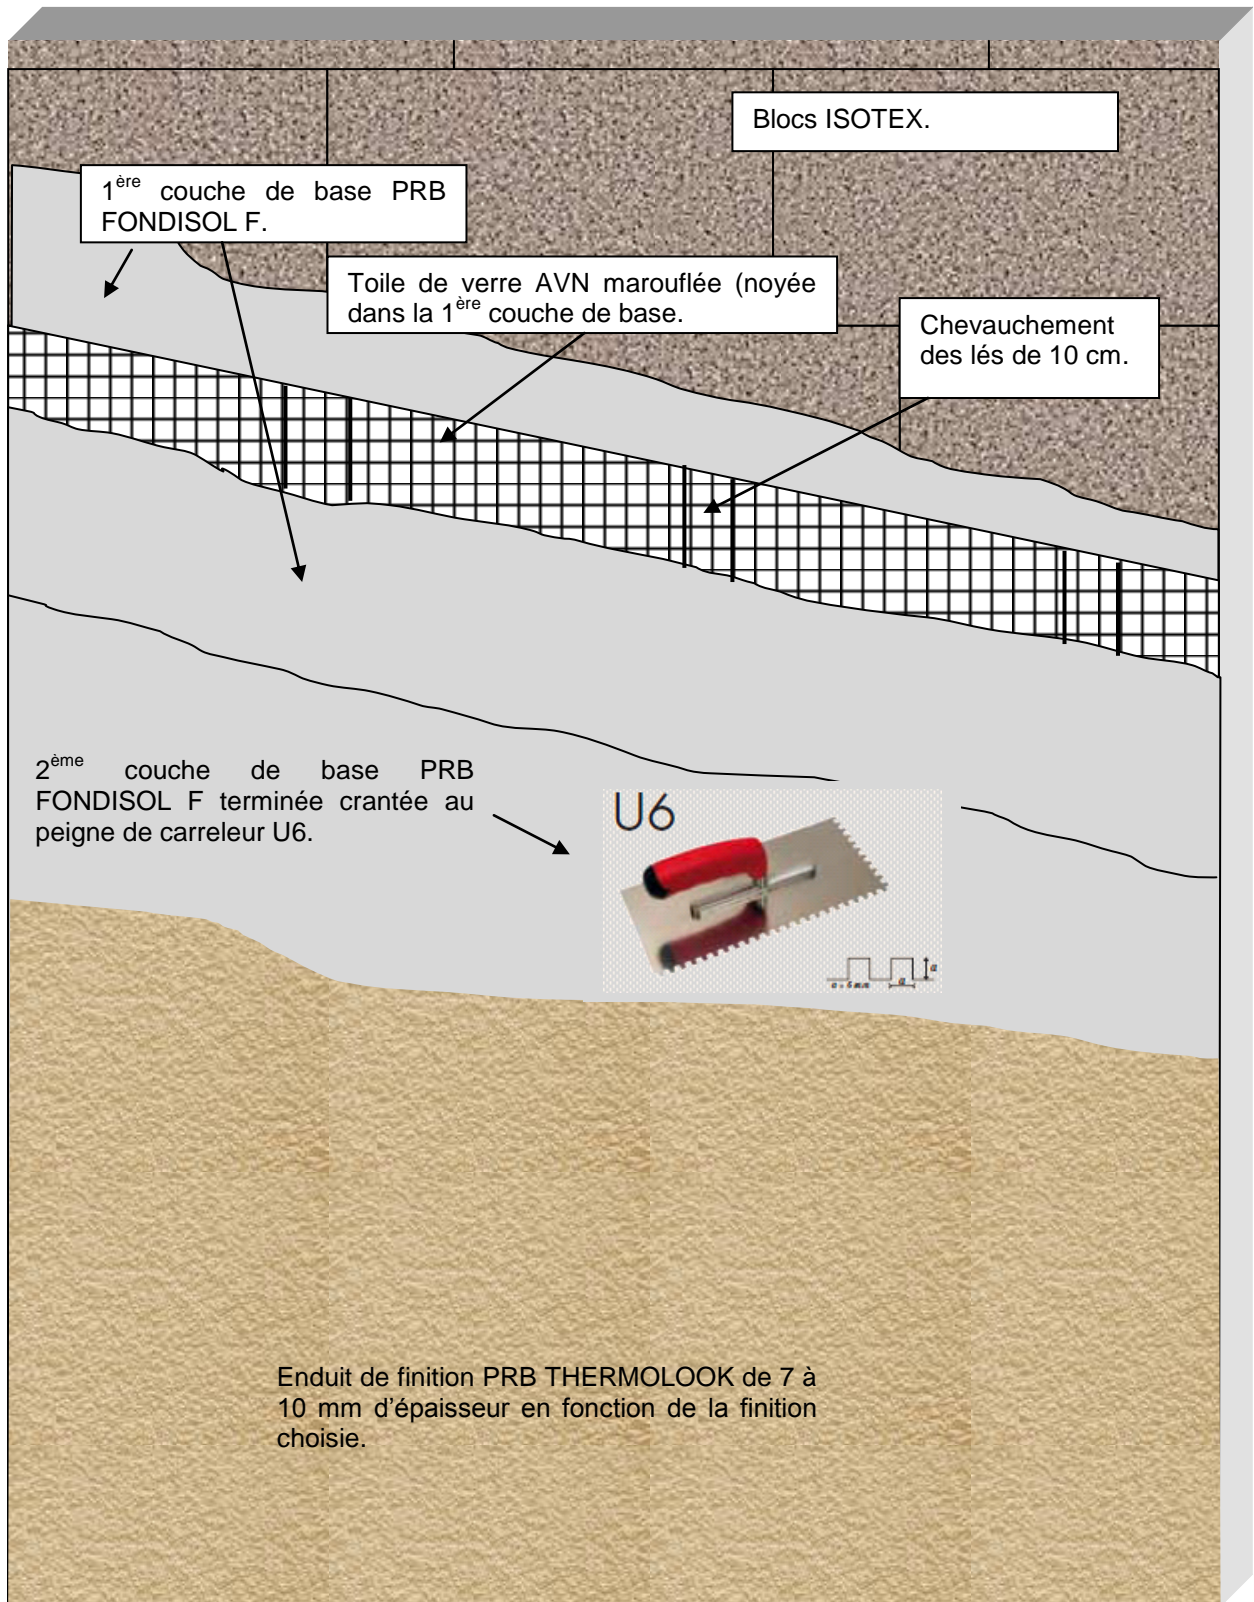 Blocs ISOTEX.
1ère couche de base PRB
FONDISOL F.
Toile de verre AVN marouflée (noyée
dans la 1ère couche de base.
Chevauchement
des lés de 10 cm.
2ème couche de base PRB
FONDISOL F terminée crantée au
peigne de carreleur U6.
U6
a = 6 mm
a
a
Enduit de finition PRB THERMOLOOK de 7 à
10 mm d'épaisseur en fonction de la finition
choisie.